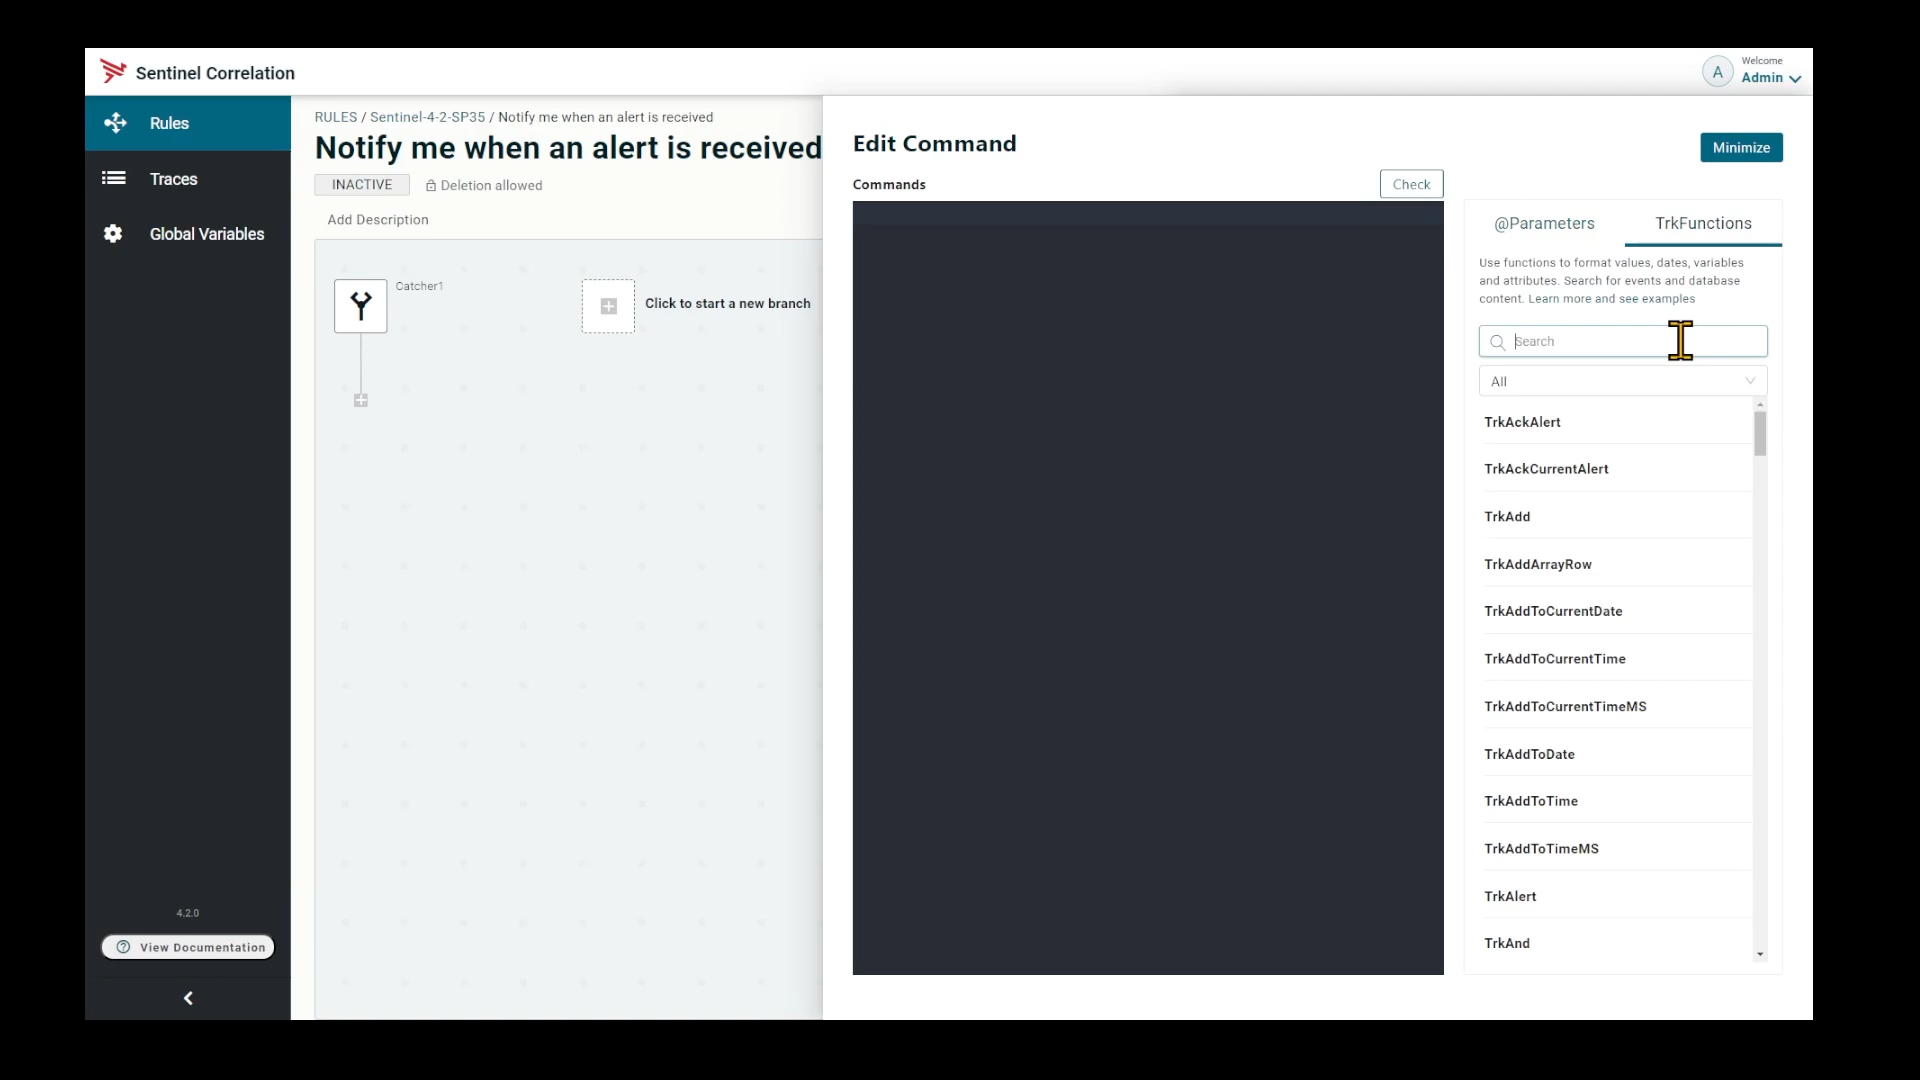 Sentinel Correlation
A
Welcome
Admin
Rules
Traces
Global Variables
4.2.0
View Documentation
RULES / Sentinel-4-2-SP35 / Notify me when an alert is received
Notify me when an alert is received
INACTIVE
Deletion allowed
Add Description
Catcher1
Click to start a new branch
Edit Command
Minimize
Commands
Check
@Parameters
TrkFunctions
Use functions to format values, dates, variables
and attributes. Search for events and database
content. Learn more and see examples
Search
All
TrkAckAlert
TrkAckCurrentAlert
TrkAdd
TrkAddArrayRow
TrkAddToCurrentDate
TrkAddToCurrentTime
TrkAddToCurrentTimeMS
TrkAddToDate
TrkAddToTime
TrkAddToTimeMS
TrkAlert
TrkAnd